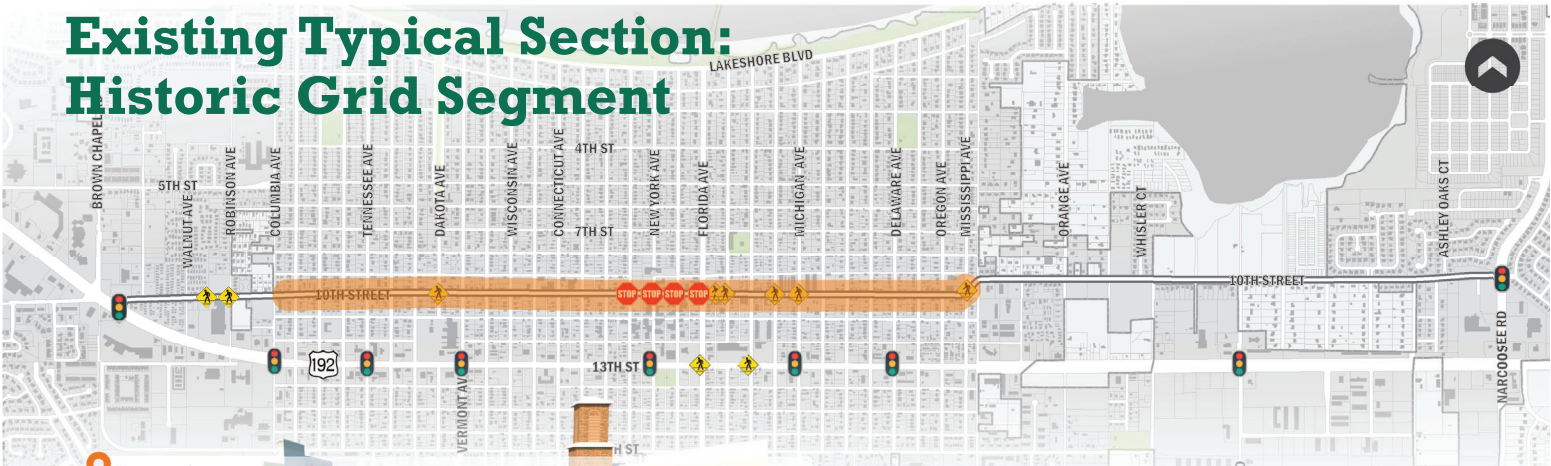 Existing Typical Section:
Historic Grid Segment
LAKESHORE BLVD
BROWN CHAPEL
5TH ST
WALNUT AVE
ROBINSON AVE
COLUMBIA AVE
TENNESSEE AVE
DAKOTA AVE
WISCONSIN AVE
CONNECTICUT AVE
4TH ST
7TH ST
NEW YORK AVE
FLORIDA AVE
MICHIGAN AVE
DELAWARE AVE
OREGON AVE
MISSISSIPPI AVE
ORANGE AVE
WHISLER CT
ASHLEY OAKS CT
10TH STREET
STOP STOP STOP STOP
10TH STREET
192
13TH ST
VERMONT AV
NARCOOSEE RD
H ST